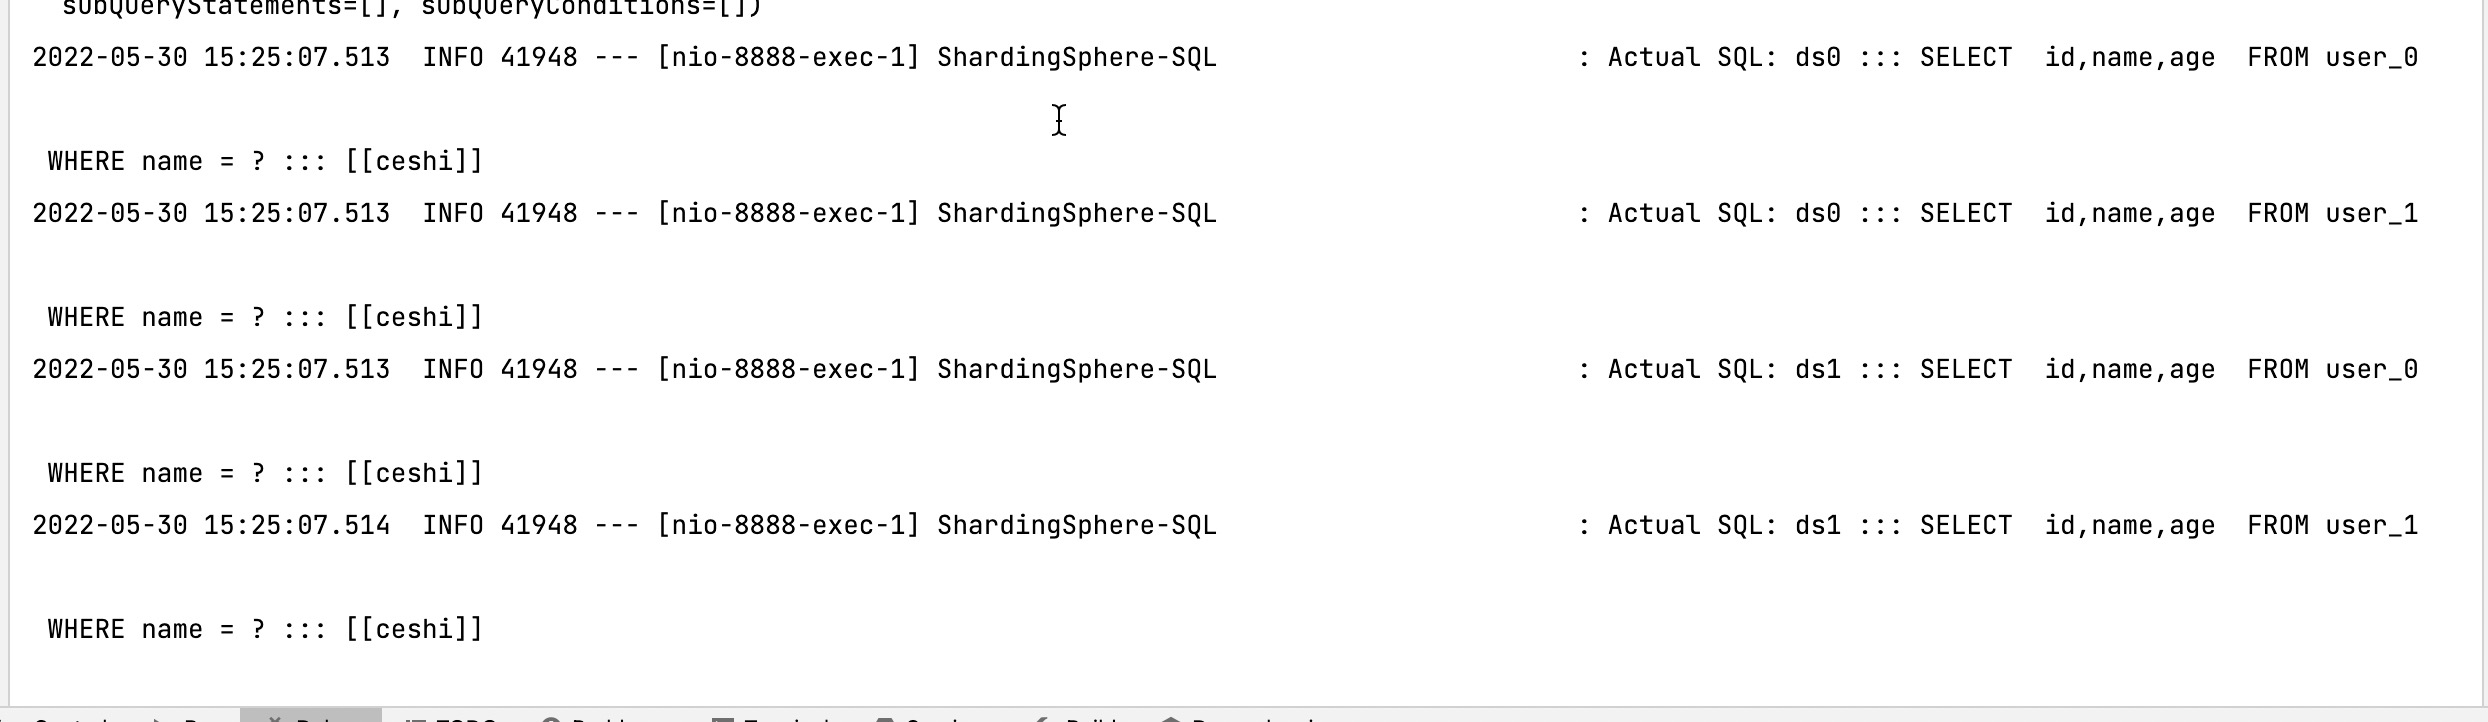 subQueryStatements=[], subQueryConditions=[])
2022-05-30 15:25:07.513  INFO 41948 --- [nio-8888-exec-1] ShardingSphere-SQL                       : Actual SQL: ds0 ::: SELECT  id,name,age  FROM user_0
WHERE name = ? ::: [[ceshi]]
2022-05-30 15:25:07.513  INFO 41948 --- [nio-8888-exec-1] ShardingSphere-SQL                       : Actual SQL: ds0 ::: SELECT  id,name,age  FROM user_1
WHERE name = ? ::: [[ceshi]]
2022-05-30 15:25:07.513  INFO 41948 --- [nio-8888-exec-1] ShardingSphere-SQL                       : Actual SQL: ds1 ::: SELECT  id,name,age  FROM user_0
WHERE name = ? ::: [[ceshi]]
2022-05-30 15:25:07.514  INFO 41948 --- [nio-8888-exec-1] ShardingSphere-SQL                       : Actual SQL: ds1 ::: SELECT  id,name,age  FROM user_1
WHERE name = ? ::: [[ceshi]]